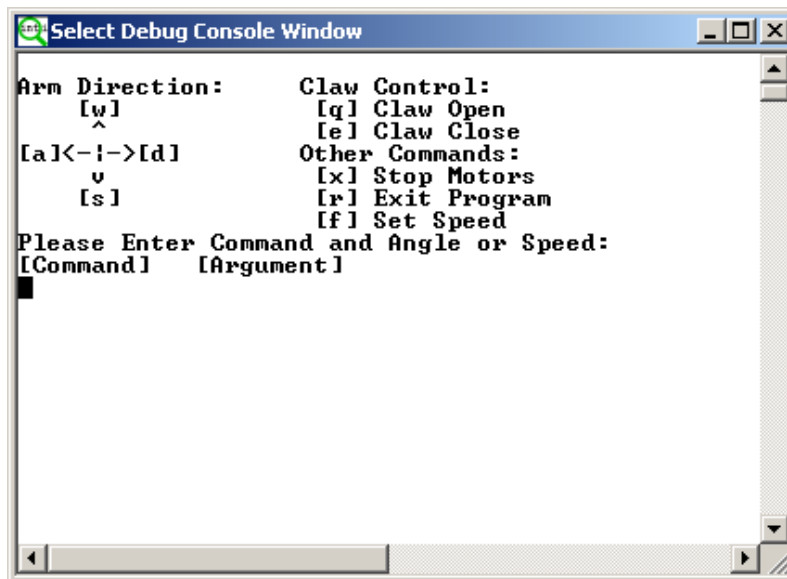 Select Debug Console Window
Arm Direction:        Claw Control:
      [w]                       [q] Claw Open
       ^                        [e] Claw Close
[a]<-¦->[d]             Other Commands:
       v                        [x] Stop Motors
      [s]                       [r] Exit Program
                                [f] Set Speed
Please Enter Command and Angle or Speed:
[Command]     [Argument]